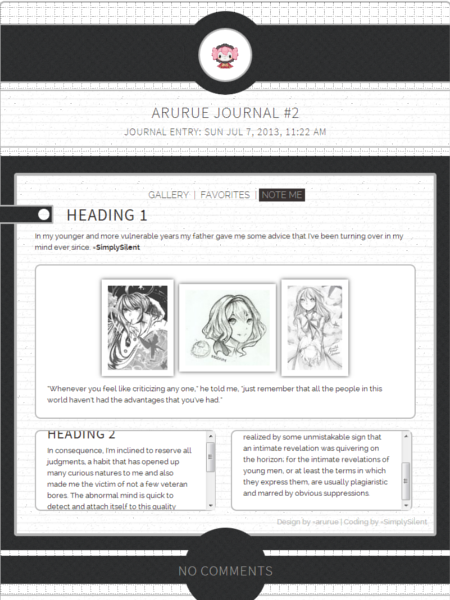 ARURUE JOURNAL #2
JOURNAL ENTRY: SUN JUL 7, 2013, 11:22 AM
GALLERY | FAVORITES | NOTE ME
HEADING 1
In my younger and more vulnerable years my father gave me some advice that I've been turning over in my
mind ever since. =SimplySilent
"Whenever you feel like criticizing any one," he told me, "just remember that all the people in this
world haven't had the advantages that you've had."
HEADING 2
In consequence, I'm inclined to reserve all
judgments, a habit that has opened up
many curious natures to me and also
made me the victim of not a few veteran
bores. The abnormal mind is quick to
detect and attach itself to this quality
realized by some unmistakable sign that
an intimate revelation was quivering on
the horizon; for the intimate revelations of
young men, or at least the terms in which
they express them, are usually plagiaristic
and marred by obvious suppressions.
Design by ~arurue | Coding by =SimplySilent
NO COMMENTS